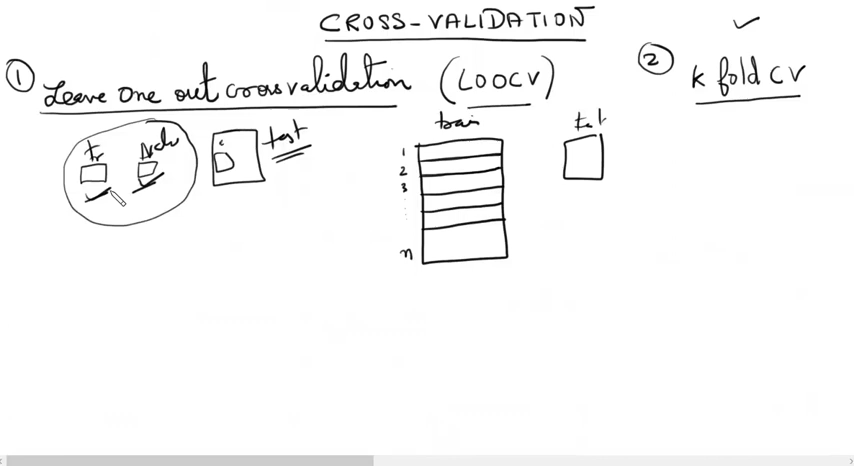 CROSS-VALIDATION
① Leave One out crossvalidation (LOOCV)
② K fold CV
tr
test
train
1
2
3
n